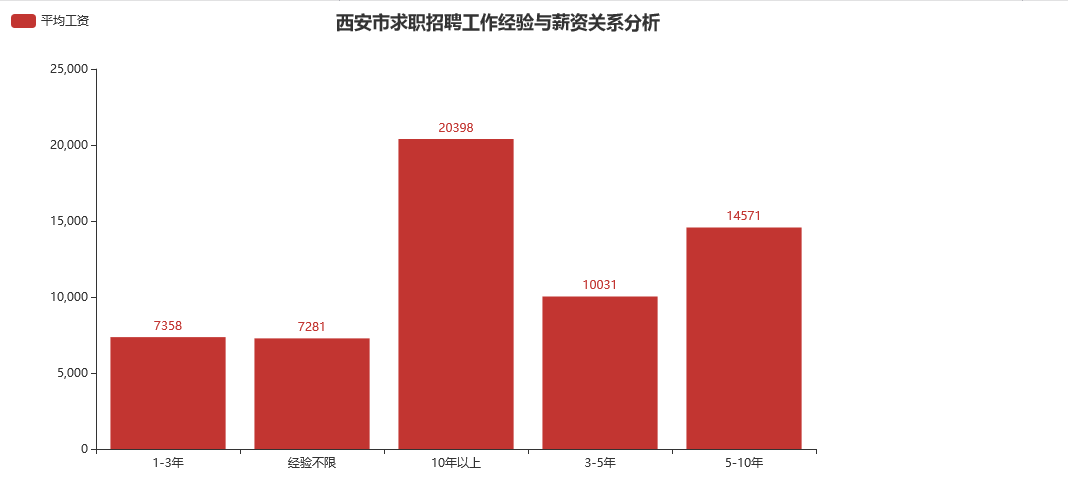 平均工资
西安市求职招聘工作经验与薪资关系分析
25,000
20,000
15,000
10,000
5,000
0
7358
7281
20398
10031
14571
1-3年
经验不限
10年以上
3-5年
5-10年